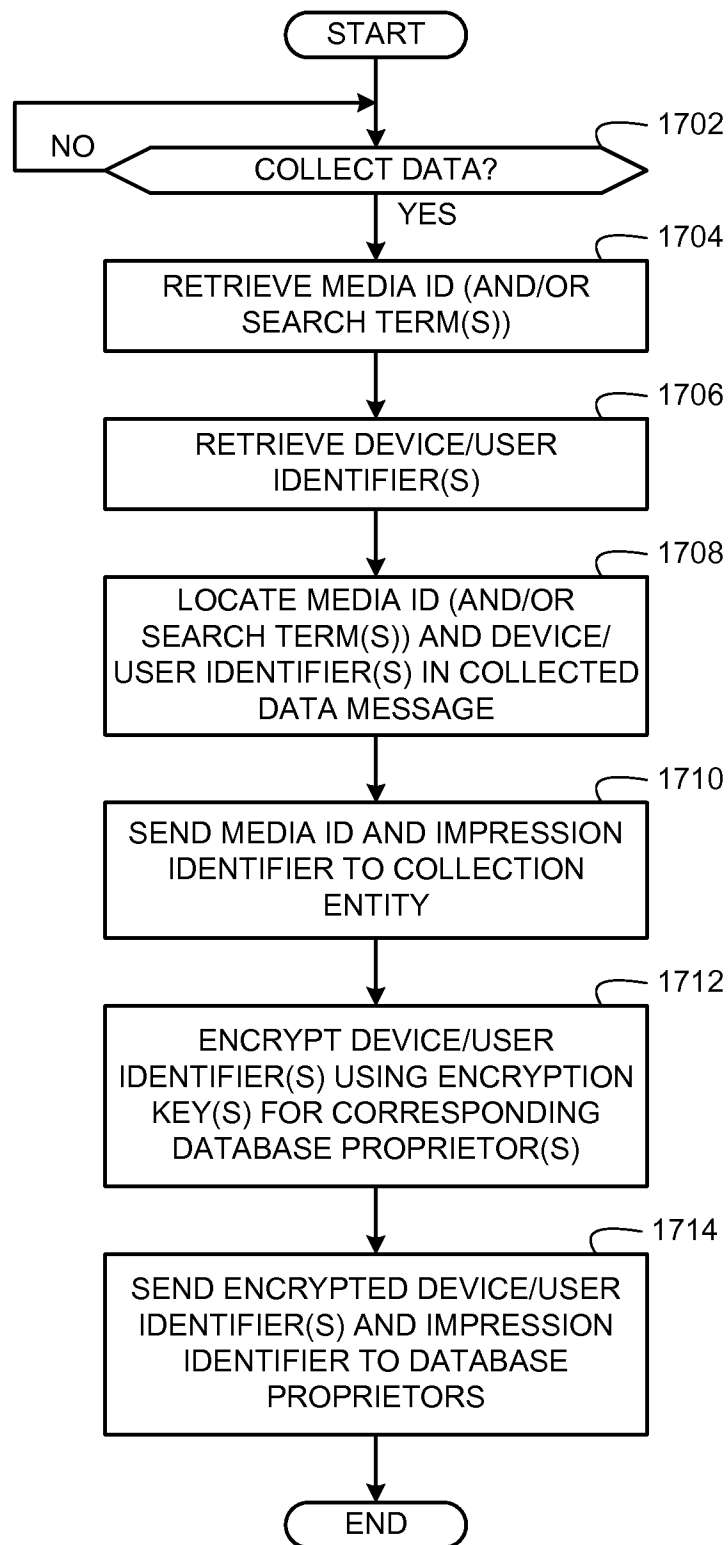 START
NO
1702
COLLECT DATA?
YES
1704
RETRIEVE MEDIA ID (AND/OR
SEARCH TERM(S))
1706
RETRIEVE DEVICE/USER
IDENTIFIER(S)
1708
LOCATE MEDIA ID (AND/OR
SEARCH TERM(S)) AND DEVICE/
USER IDENTIFIER(S) IN COLLECTED
DATA MESSAGE
1710
SEND MEDIA ID AND IMPRESSION
IDENTIFIER TO COLLECTION
ENTITY
1712
ENCRYPT DEVICE/USER
IDENTIFIER(S) USING ENCRYPTION
KEY(S) FOR CORRESPONDING
DATABASE PROPRIETOR(S)
1714
SEND ENCRYPTED DEVICE/USER
IDENTIFIER(S) AND IMPRESSION
IDENTIFIER TO DATABASE
PROPRIETORS
END